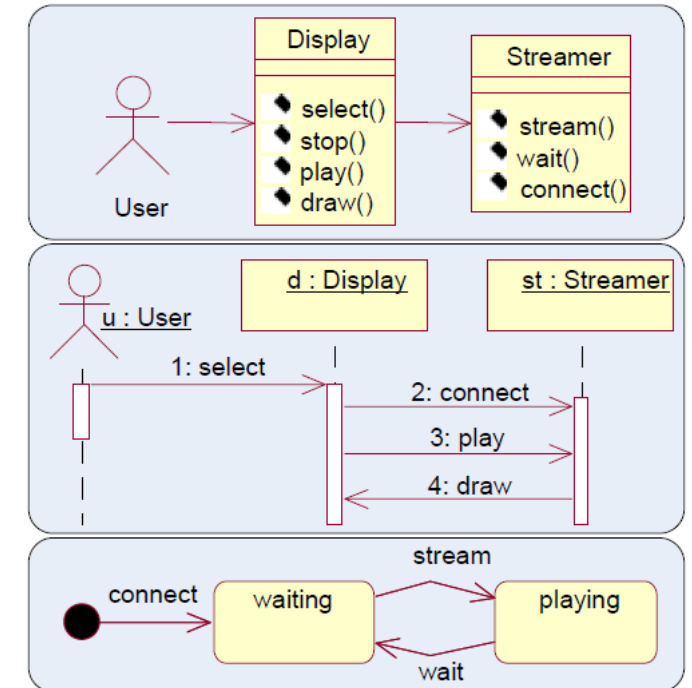 Display
select()
stop()
play()
draw()
Streamer
stream()
wait()
connect()
User
u : User
d : Display
st : Streamer
1: select
2: connect
3: play
4: draw
connect
waiting
stream
playing
wait